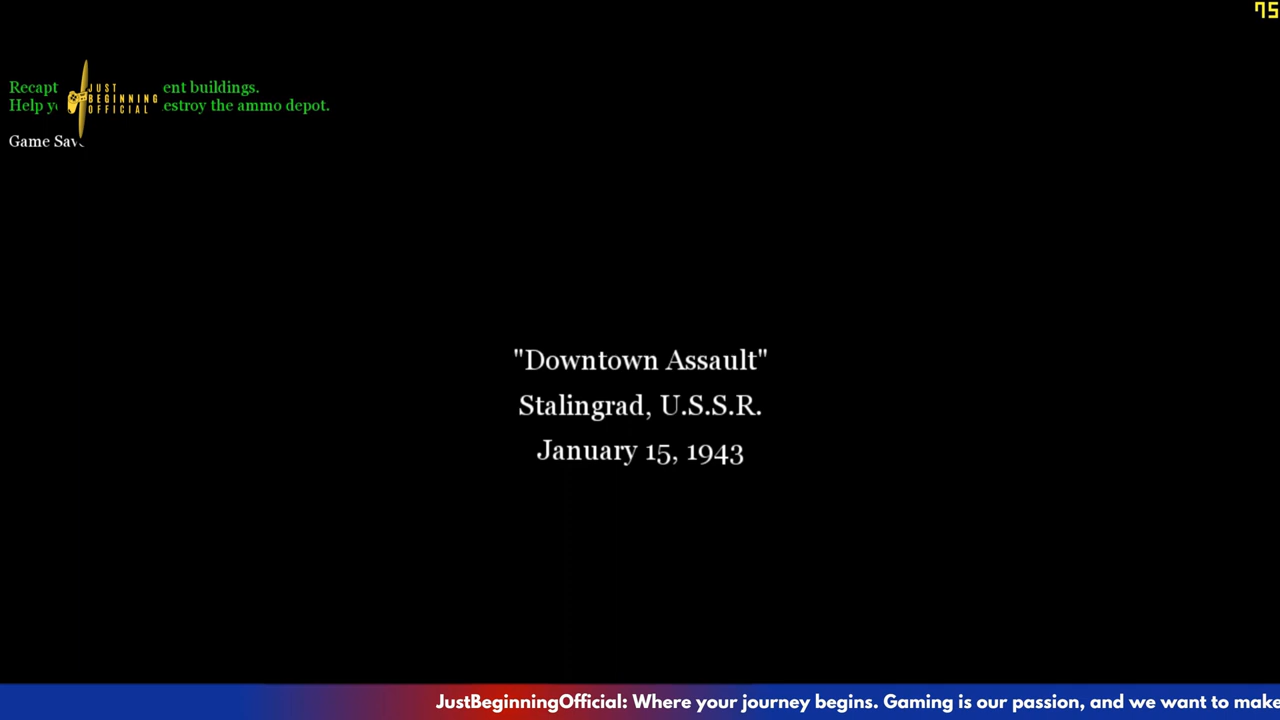 75
Recapt ent buildings.
Help y estroy the ammo depot.
JUST
BEGINNING
OFFICIAL
Game Sav
"Downtown Assault"
Stalingrad, U.S.S.R.
January 15, 1943
JustBeginningOfficial: Where your journey begins. Gaming is our passion, and we want to make